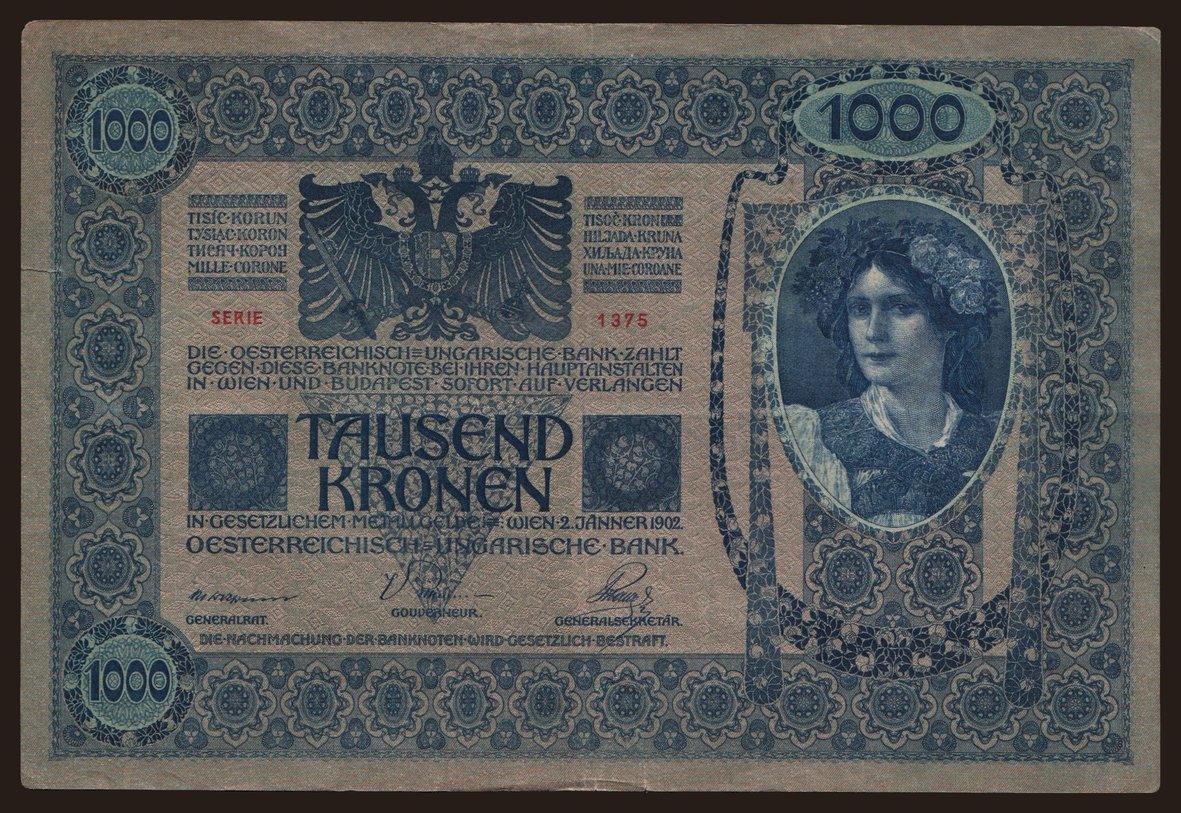 1000
1000
TISÍC·KORUN
TYSIĄC·KORON
ТИСЯЧ·КОРОН
MILLE·CORONE
TISOČ·KRON
HILJADA·KRUNA
ХИЉАДА·КРУНА
UNA·MIE·COROANE
SERIE 1375
DIE·OESTERREICHISCH=UNGARISCHE·BANK·ZAHLT
GEGEN·DIESE·BANKNOTE·BEI·IHREN·HAUPTANSTALTEN
IN·WIEN·UND·BUDAPEST·SOFORT·AUF·VERLANGEN
TAUSEND
KRONEN
IN·GESETZLICHEM·METALLGELDE=:WIEN·2.JÄNNER 1902.
OESTERREICHISCH=UNGARISCHE·BANK.
GENERALRAT.
GOUVERNEUR.
GENERALSEKRETÄR.
DIE·NACHMACHUNG·DER·BANKNOTEN·WIRD·GESETZLICH·BESTRAFT.
1000